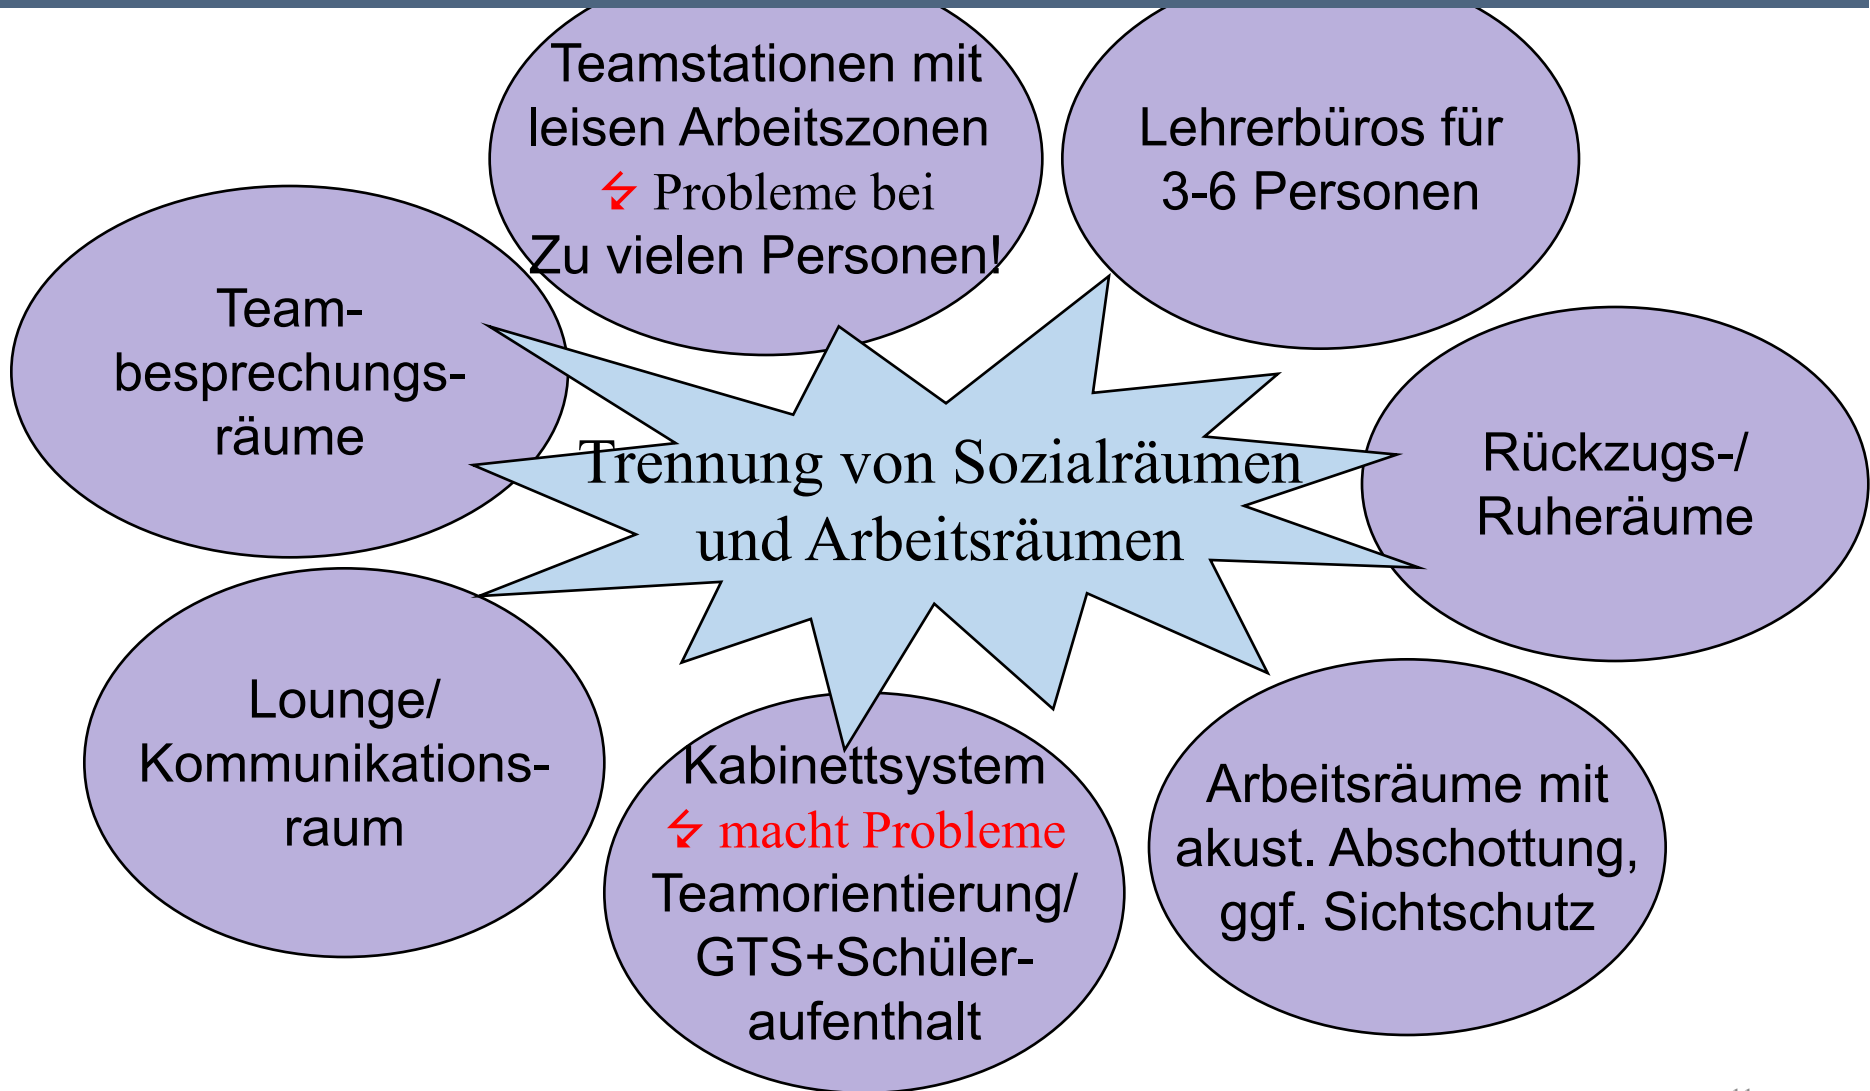 Teamstationen mit
leisen Arbeitszonen
Probleme bei
Zu vielen Personen!
Lehrerbüros für
3-6 Personen
Team-
besprechungs-
räume
Trennung von Sozialräumen
und Arbeitsräumen
Rückzugs-/
Ruheräume
Lounge/
Kommunikations-
raum
Kabinettsystem
macht Probleme
Teamorientierung/
GTS+Schüler-
aufenthalt
Arbeitsräume mit
akust. Abschottung,
ggf. Sichtschutz